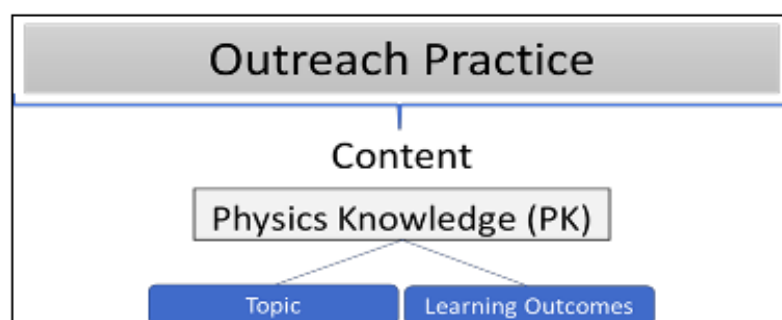 Outreach Practice
Content
Physics Knowledge (PK)
Topic
Learning Outcomes